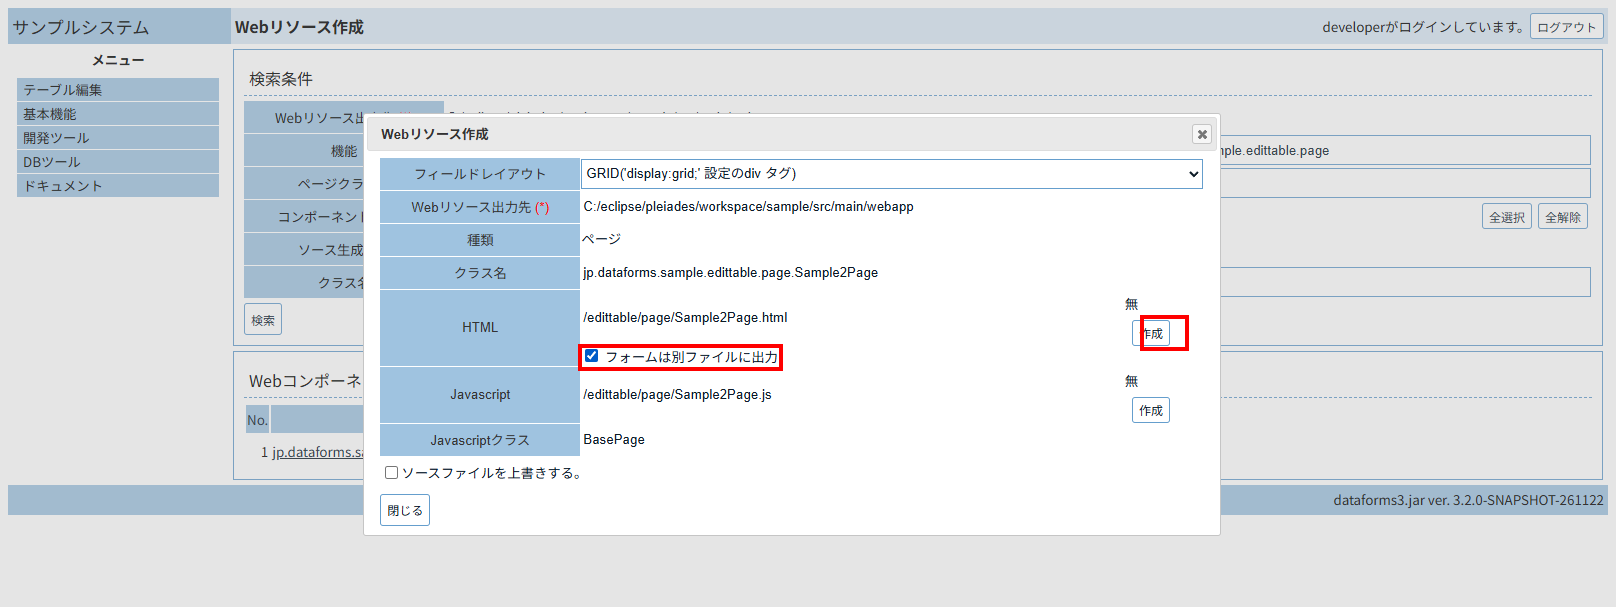 サンプルシステム
Webリソース作成
developerがログインしています。
ログアウト
メニュー
テーブル編集
基本機能
開発ツール
DBツール
ドキュメント
検索条件
Webリソース出
機能
ple.edittable.page
ページクラ
コンポーネント
全選択
全解除
ソース生成
クラス名
検索
Webコンポーネ
No.
1 jp.dataforms.sa
Webリソース作成
フィールドレイアウト
GRID('display:grid;' 設定のdiv タグ)
Webリソース出力先 (*)
C:/eclipse/pleiades/workspace/sample/src/main/webapp
種類
ページ
クラス名
jp.dataforms.sample.edittable.page.Sample2Page
HTML
/edittable/page/Sample2Page.html
無
作成
フォームは別ファイルに出力
Javascript
/edittable/page/Sample2Page.js
無
作成
Javascriptクラス
BasePage
ソースファイルを上書きする。
閉じる
dataforms3.jar ver. 3.2.0-SNAPSHOT-261122